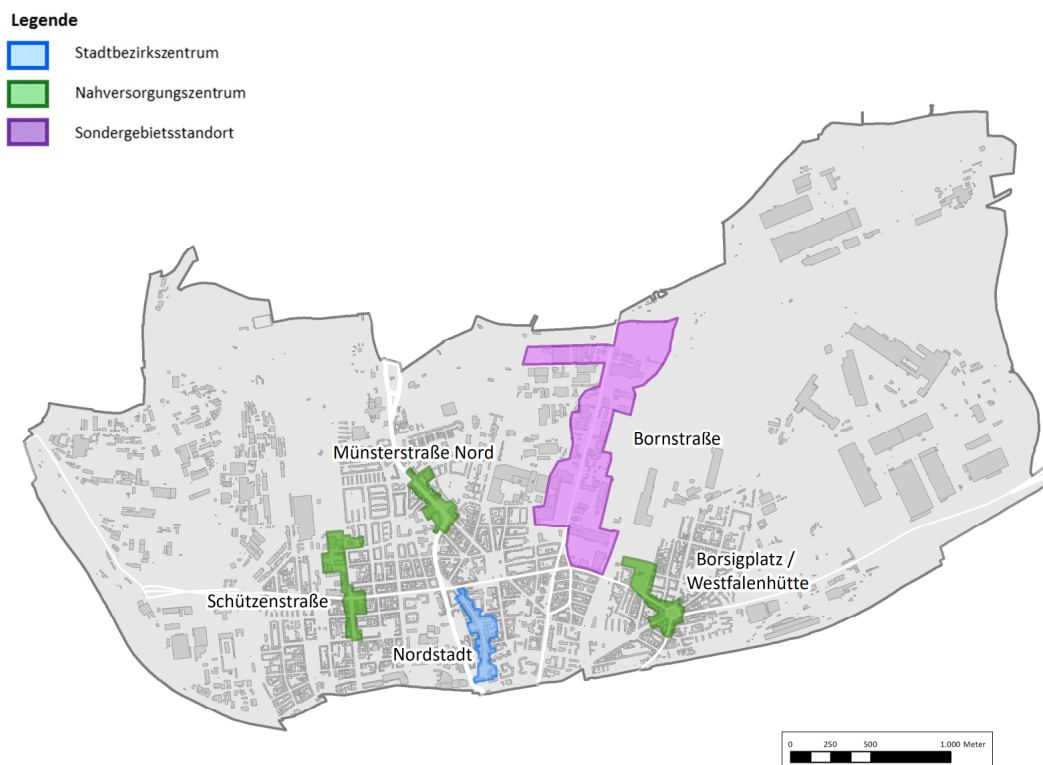 Legende
Stadtbezirkszentrum
Nahversorgungszentrum
Sondergebietsstandort
Bornstraße
Münsterstraße Nord
Borsigplatz /
Westfalenhütte
Schützenstraße
Nordstadt
0 250 500 1.000 Meter